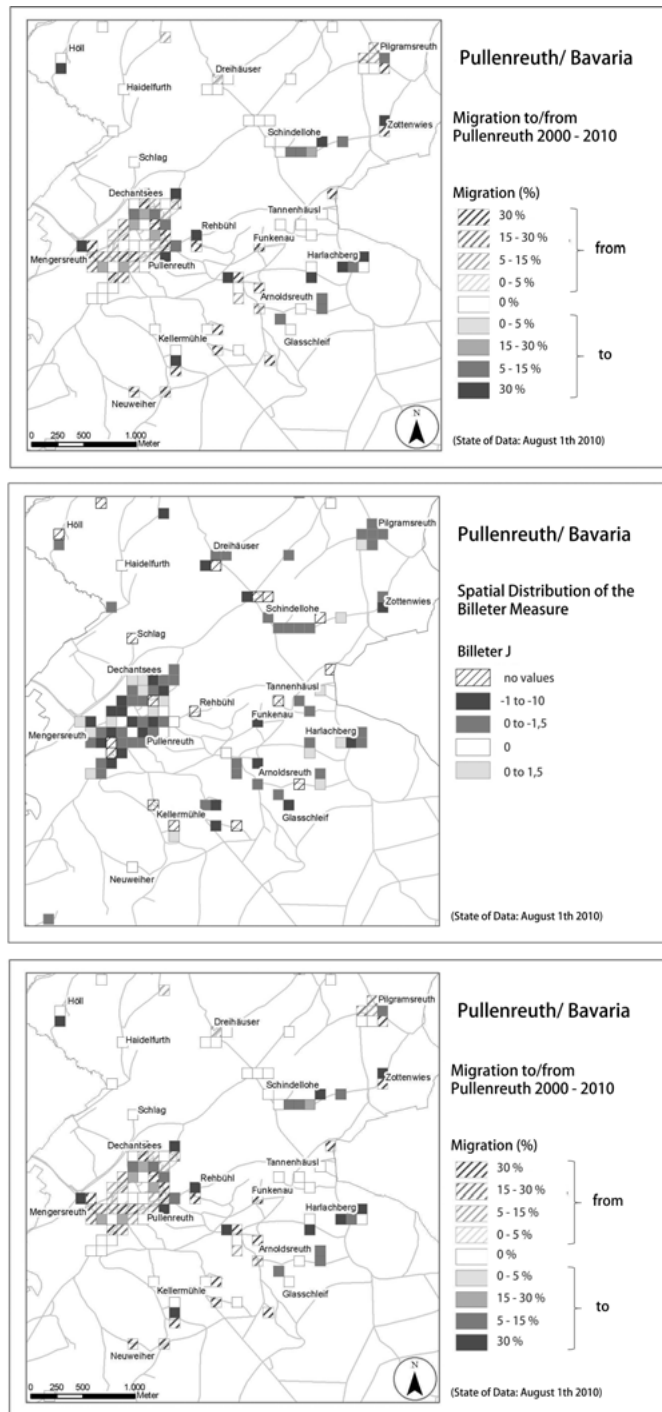 Pullenreuth/ Bavaria
Migration to/from
Pullenreuth 2000 - 2010
Migration (%)
30 %
15 - 30 %
5 - 15 %
0 - 5 %
from
0 %
0 - 5 %
15 - 30 %
5 - 15 %
30 %
to
(State of Data: August 1th 2010)
Höll
Pilgramsreuth
Dreihäuser
Haidelfurth
Zottenwies
Schindellohe
Schlag
Dechantsees
Tannenhäusl
Rehbühl
Funkenau
Harlachberg
Mengersreuth
Pullenreuth
Arnoldsreuth
Kellermühle
Glasschleif
Neuweiher
N
0 250 500 1.000
Meter
Pullenreuth/ Bavaria
Spatial Distribution of the
Billeter Measure
Billeter J
no values
-1 to -10
0 to -1,5
0
0 to 1,5
(State of Data: August 1th 2010)
Höll
Pilgramsreuth
Dreihäuser
Haidelfurth
Zottenwies
Schindellohe
Schlag
Dechantsees
Tannenhäusl
Rehbühl
Funkenau
Harlachberg
Mengersreuth
Pullenreuth
Arnoldsreuth
Kellermühle
Glasschleif
Neuweiher
Pullenreuth/ Bavaria
Migration to/from
Pullenreuth 2000 - 2010
Migration (%)
30 %
15 - 30 %
5 - 15 %
0 - 5 %
from
0 %
0 - 5 %
15 - 30 %
5 - 15 %
30 %
to
(State of Data: August 1th 2010)
Höll
Pilgramsreuth
Dreihäuser
Haidelfurth
Zottenwies
Schindellohe
Schlag
Dechantsees
Tannenhäusl
Rehbühl
Funkenau
Harlachberg
Mengersreuth
Pullenreuth
Arnoldsreuth
Kellermühle
Glasschleif
Neuweiher
N
0 250 500 1.000
Meter